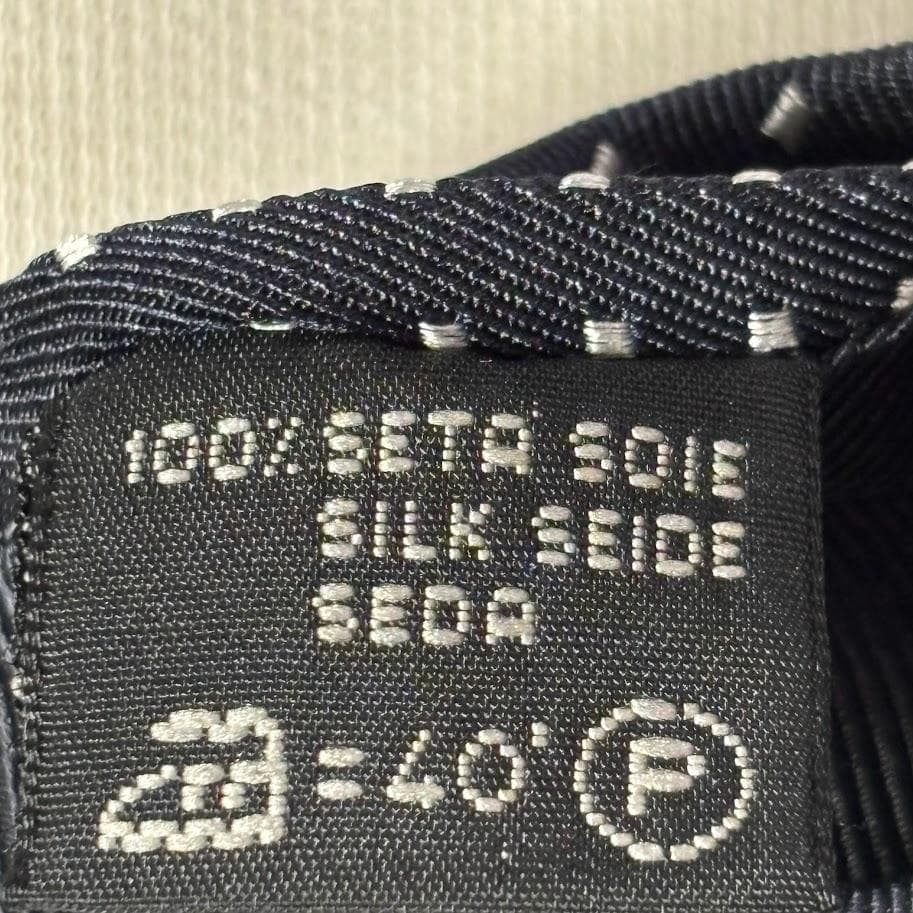 100% SETA SOIE
SILK SEIDE
SEDA
=40° P